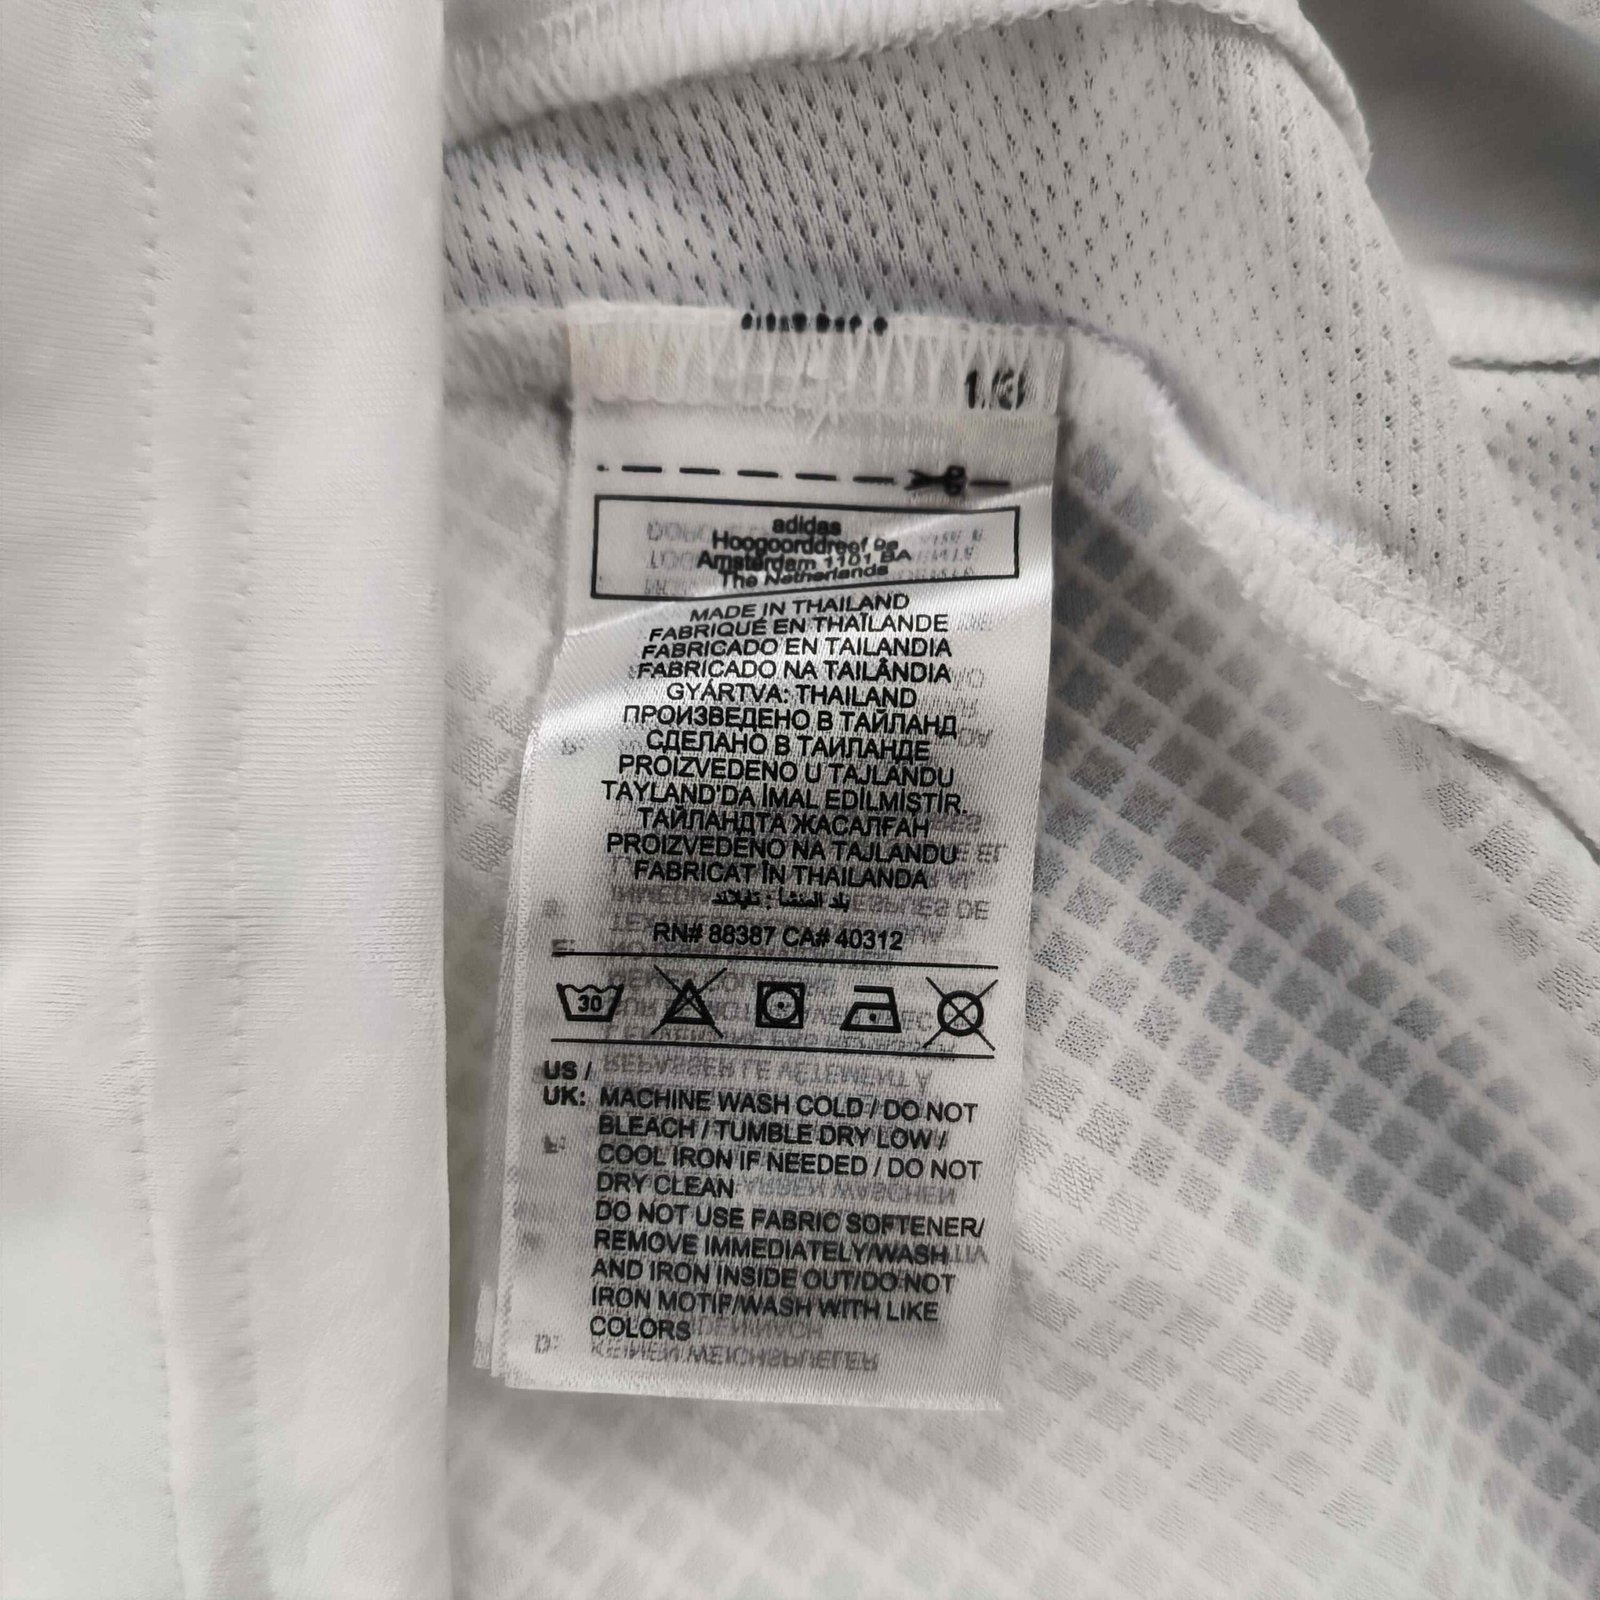 adidas
Hoogoorddreef 9a
Amsterdam 1101 BA
The Netherlands
MADE IN THAILAND
FABRIQUÉ EN THAÏLANDE
FABRICADO EN TAILANDIA
FABRICADO NA TAILÂNDIA
GYÁRTVA: THAILAND
ПРОИЗВЕДЕНО В ТАЙЛАНД
СДЕЛАНО В ТАИЛАНДЕ
PROIZVEDENO U TAJLANDU
TAYLAND'DA İMAL EDİLMİŞTİR.
ТАЙЛАНДТА ЖАСАЛҒАН
PROIZVEDENO NA TAJLANDU
FABRICAT ÎN THAILANDA
بلد المنشأ : تايلاند
RN# 88387 CA# 40312
30
US /
UK: MACHINE WASH COLD / DO NOT
BLEACH / TUMBLE DRY LOW /
COOL IRON IF NEEDED / DO NOT
DRY CLEAN
DO NOT USE FABRIC SOFTENER/
REMOVE IMMEDIATELY/WASH
AND IRON INSIDE OUT/DO NOT
IRON MOTIF/WASH WITH LIKE
COLORS